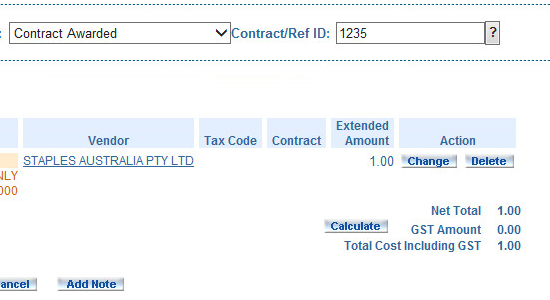 : Contract Awarded Contract/Ref ID: 1235 ?
Vendor Tax Code Contract Extended Amount Action
STAPLES AUSTRALIA PTY LTD 1.00 Change Delete
NLY
000
Net Total 1.00
Calculate GST Amount 0.00
Total Cost Including GST 1.00
ancel Add Note